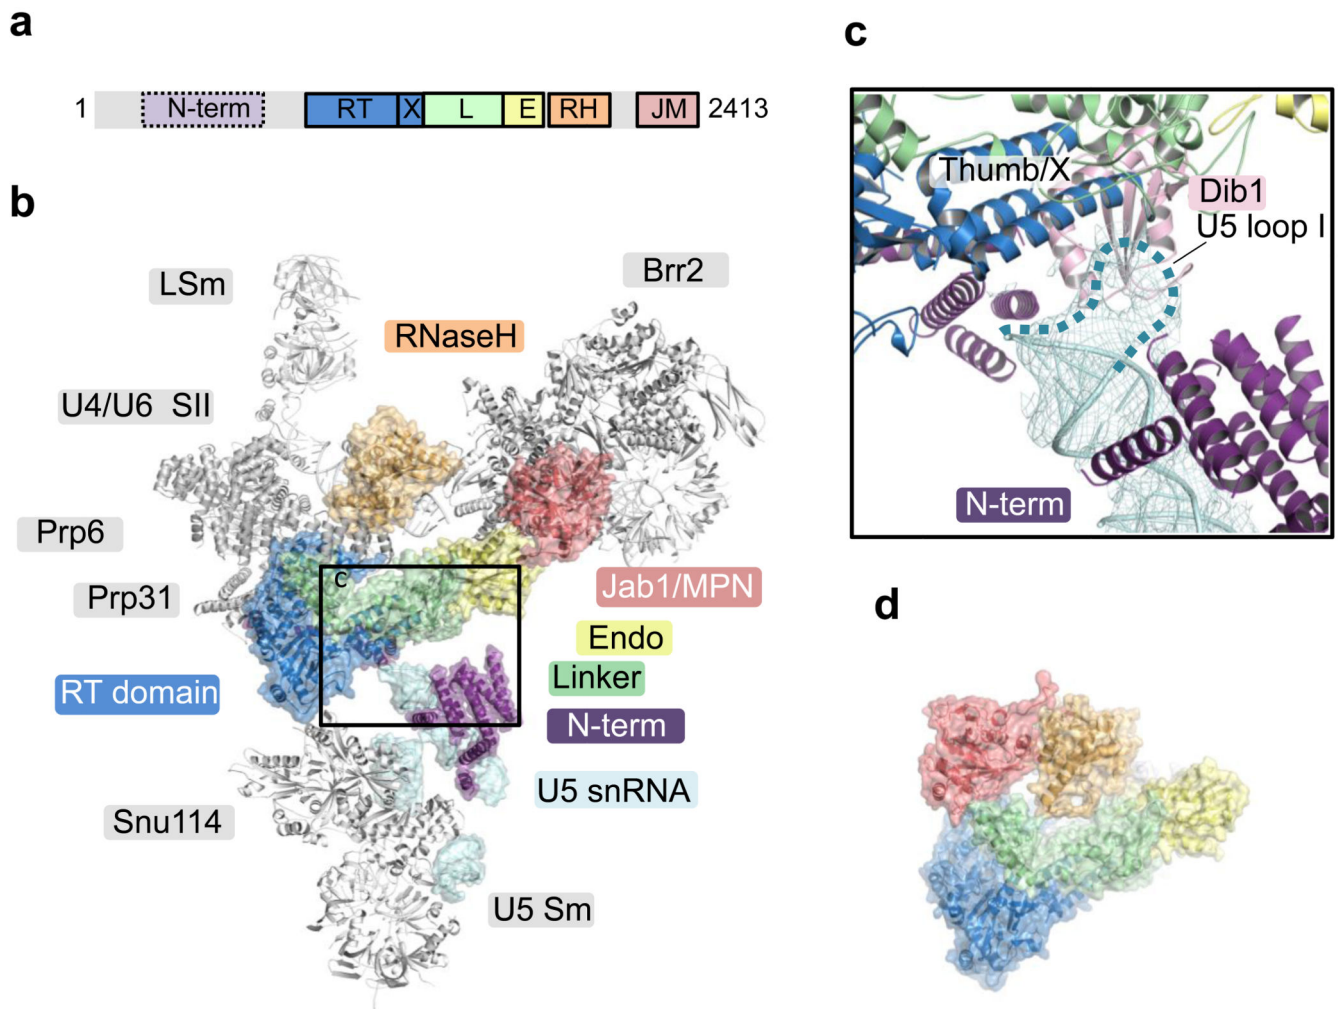 a
1 N-term RT X L E RH JM 2413
b
LSm
Brr2
RNaseH
U4/U6 SII
Prp6
Prp31
c
Jab1/MPN
Endo
Linker
RT domain
N-term
U5 snRNA
Snu114
U5 Sm
c
Thumb/X
Dib1
U5 loop I
N-term
d